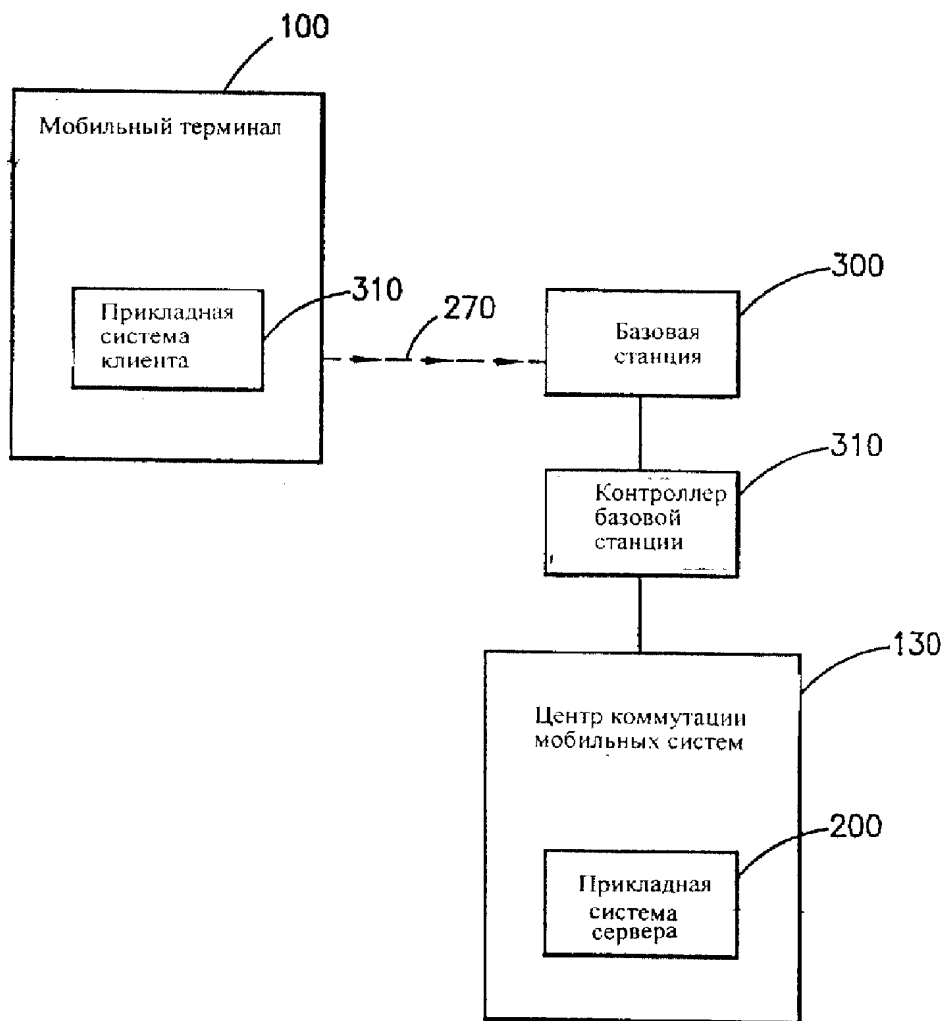 100
Мобильный терминал
310
Прикладная
система
клиента
270
300
Базовая
станция
310
Контроллер
базовой
станции
130
Центр коммутации
мобильных систем
200
Прикладная
система
сервера